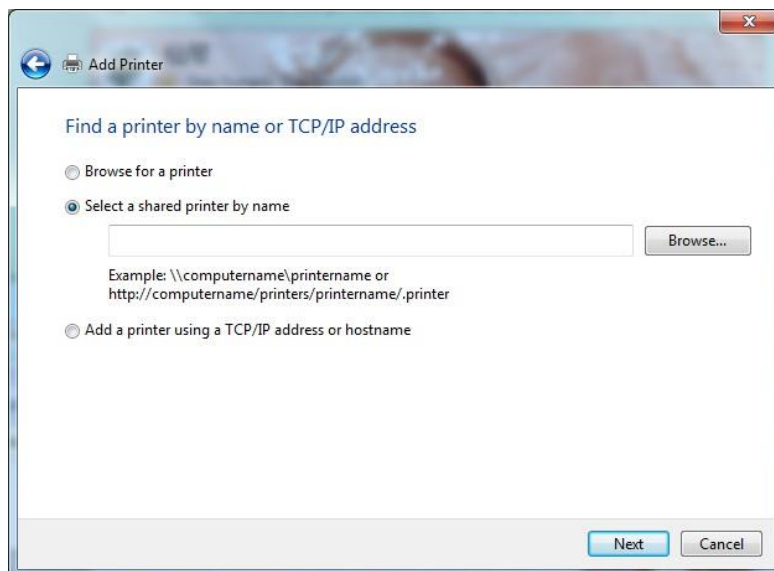 Add Printer
Find a printer by name or TCP/IP address
Browse for a printer
Select a shared printer by name
Browse...
Example: \\computername\printername or
http://computername/printers/printername/.printer
Add a printer using a TCP/IP address or hostname
Next
Cancel